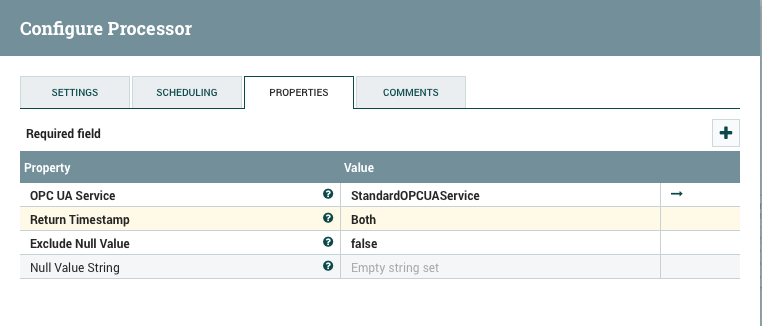 Configure Processor
SETTINGS SCHEDULING PROPERTIES COMMENTS
Required field
Property Value
OPC UA Service StandardOPCUAService
Return Timestamp Both
Exclude Null Value false
Null Value String Empty string set